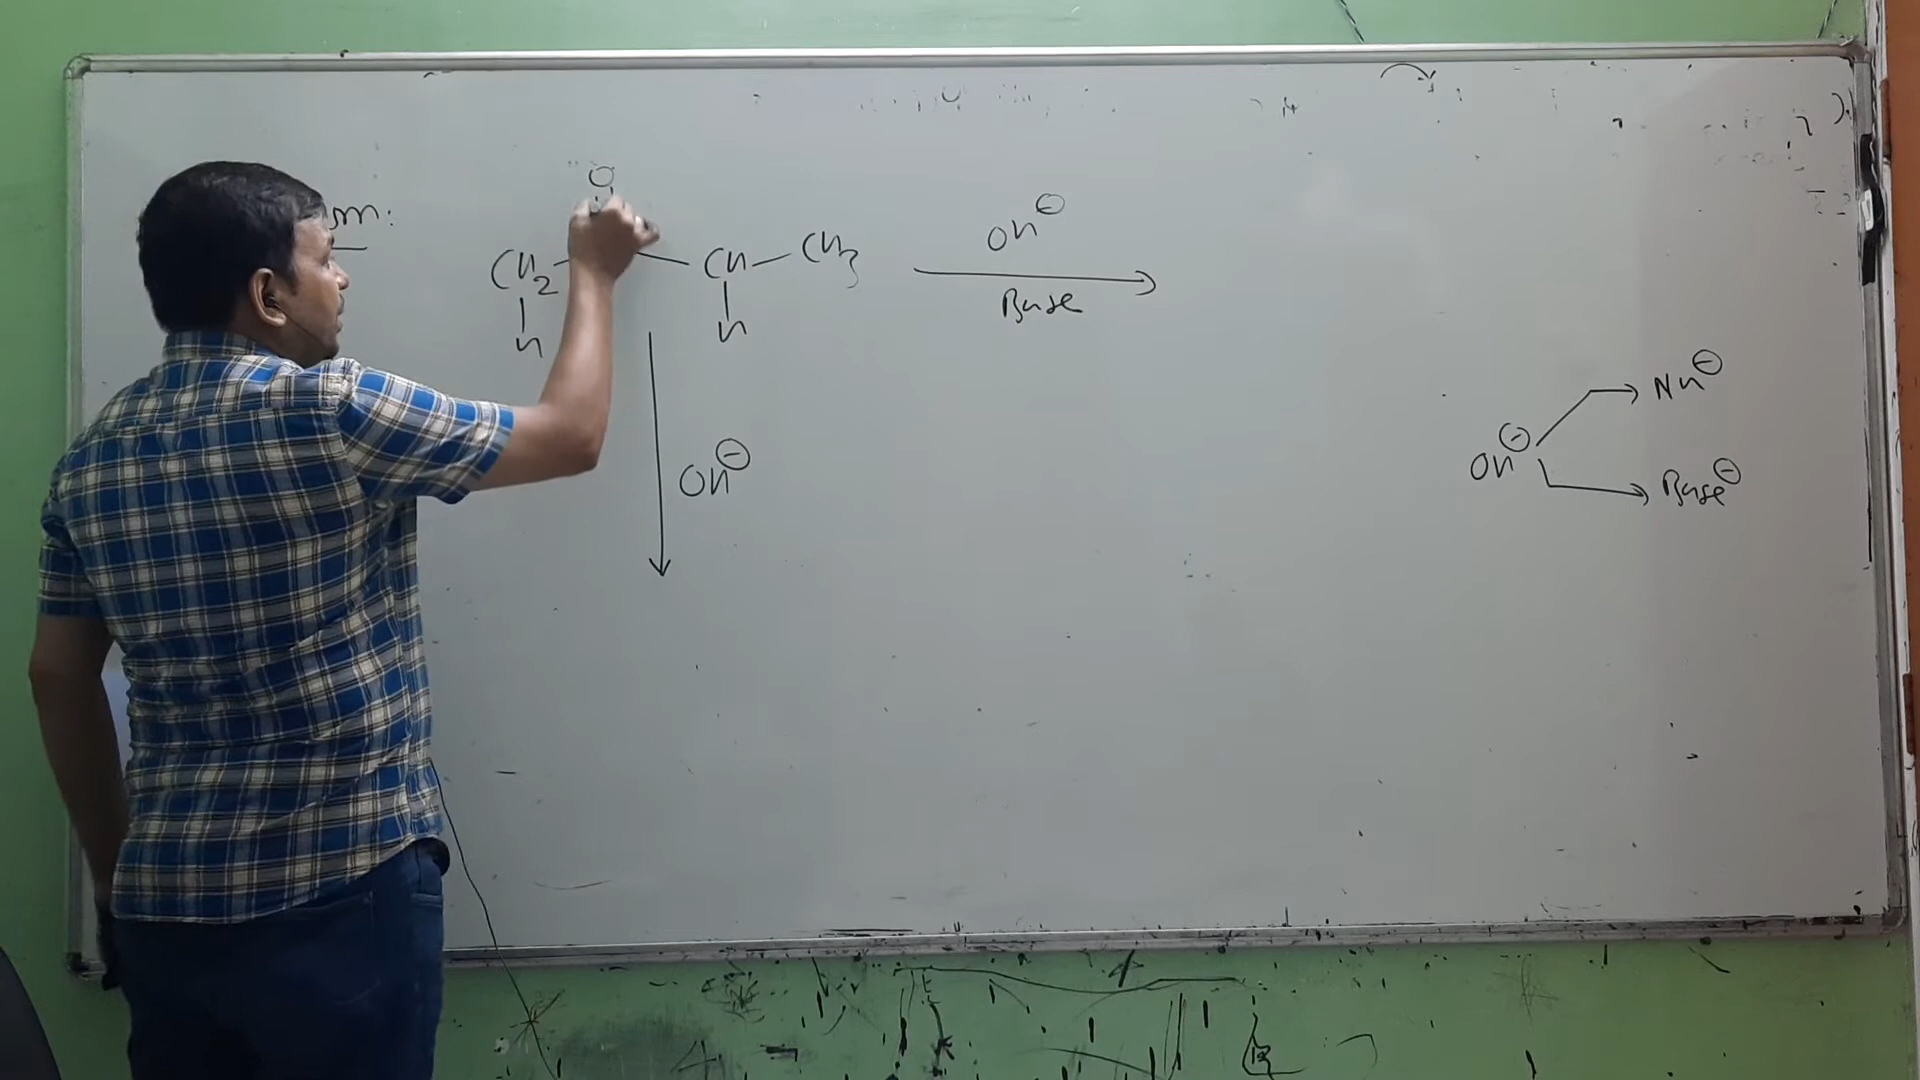 O
CH2 CH — CH3
H H
OH⊖
Base
OH⊖
OH⊖
Nu⊖
Base⊖